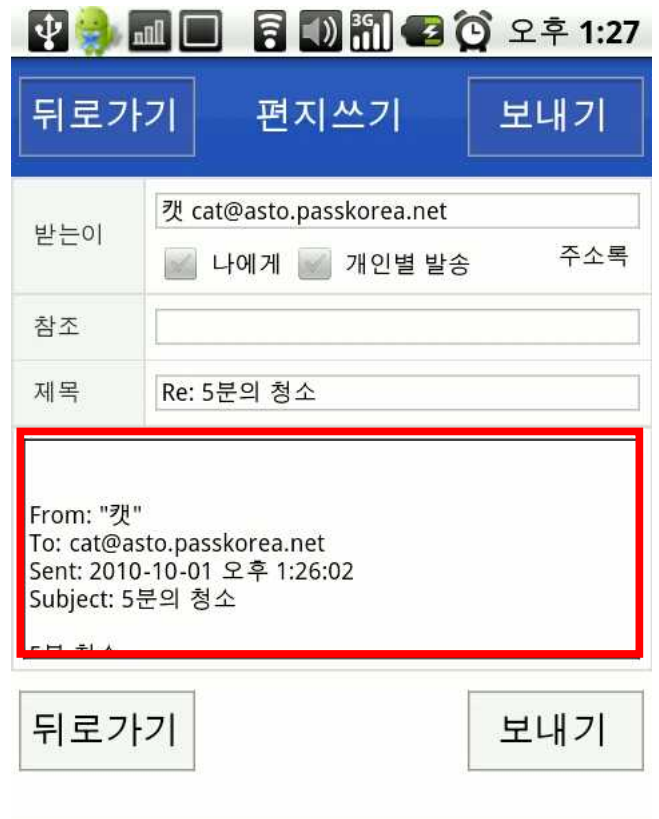 3G 오후 1:27
뒤로가기 편지쓰기 보내기
받는이 캣 cat@asto.passkorea.net
나에게 개인별 발송 주소록
참조
제목 Re: 5분의 청소
From: "캣"
To: cat@asto.passkorea.net
Sent: 2010-10-01 오후 1:26:02
Subject: 5분의 청소
뒤로가기 보내기